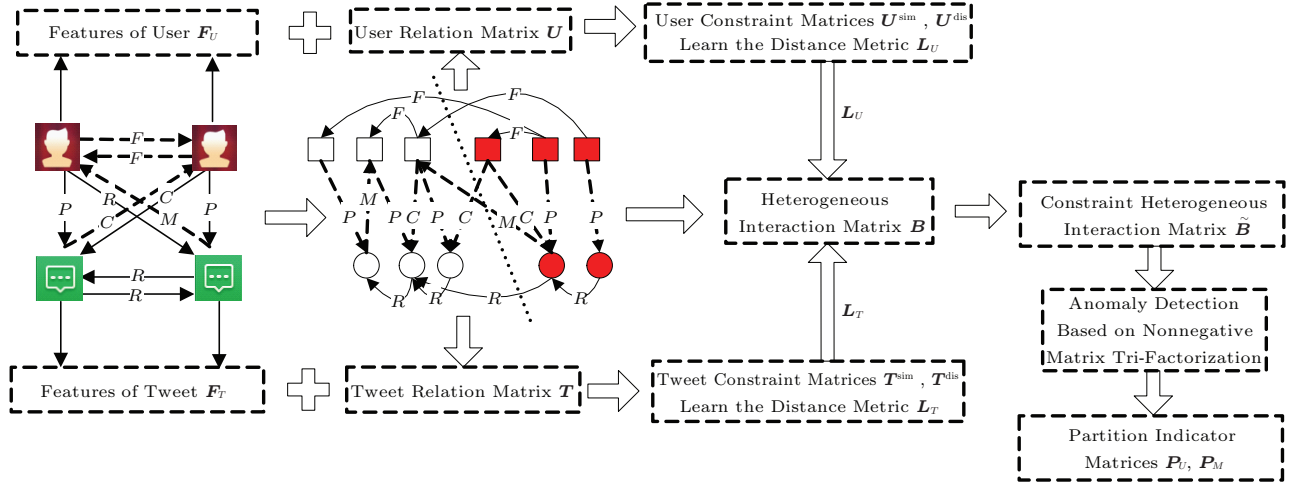 Features of User F_U
User Relation Matrix U
User Constraint Matrices U^sim , U^dis
Learn the Distance Metric L_U
F
F
P
R
C
C
M
P
R
R
F
F
F
F
P
M
P
C
P
C
M
C
P
P
R
R
R
R
L_U
Heterogeneous
Interaction Matrix B
L_T
Constraint Heterogeneous
Interaction Matrix B̃
Anomaly Detection
Based on Nonnegative
Matrix Tri-Factorization
Features of Tweet F_T
Tweet Relation Matrix T
Tweet Constraint Matrices T^sim , T^dis
Learn the Distance Metric L_T
Partition Indicator
Matrices P_U, P_M